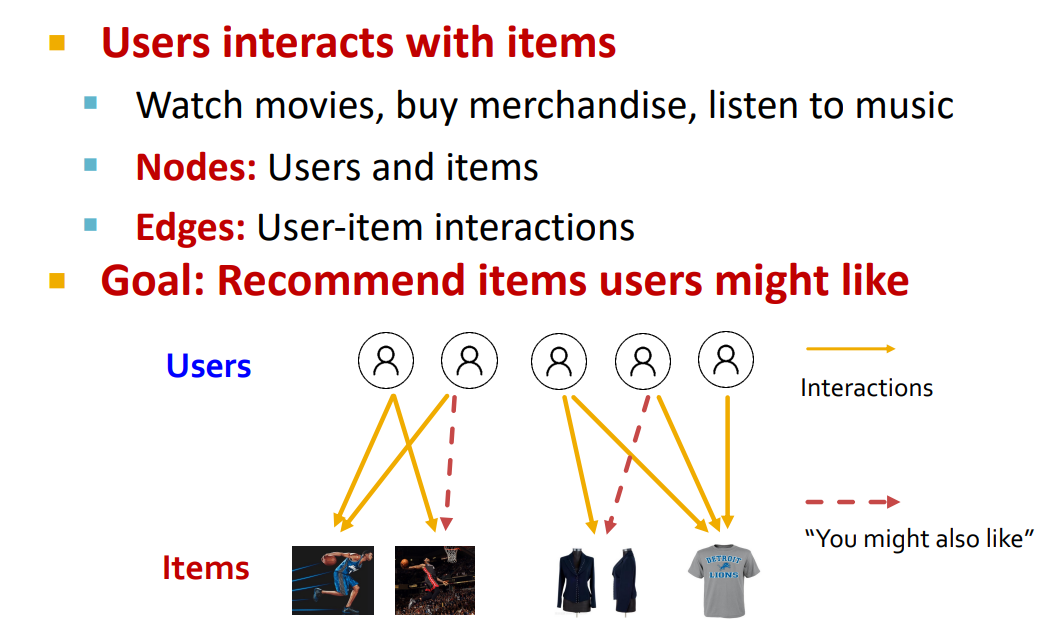 Users interacts with items
Watch movies, buy merchandise, listen to music
Nodes: Users and items
Edges: User-item interactions
Goal: Recommend items users might like
Users
Interactions
"You might also like"
Items
DETROIT
LIONS